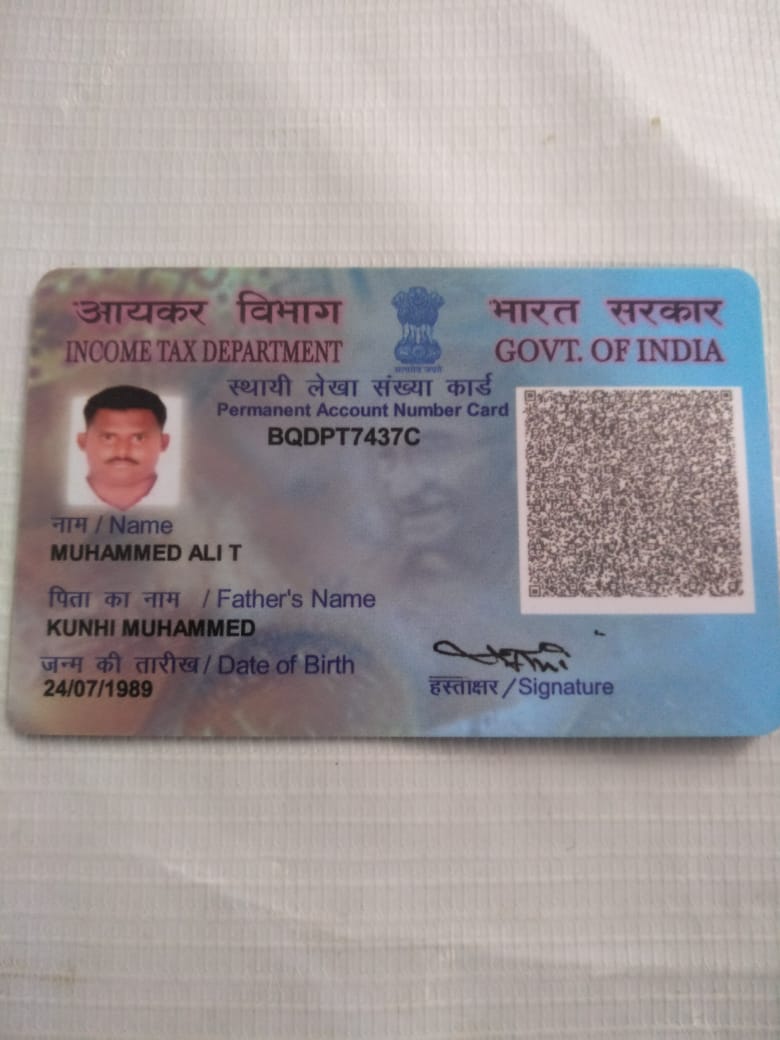 आयकर विभाग
INCOME TAX DEPARTMENT
सत्यमेव जयते
भारत सरकार
GOVT. OF INDIA
स्थायी लेखा संख्या कार्ड
Permanent Account Number Card
BQDPT7437C
नाम / Name
MUHAMMED ALI T
पिता का नाम / Father's Name
KUNHI MUHAMMED
जन्म की तारीख / Date of Birth
24/07/1989
हस्ताक्षर / Signature